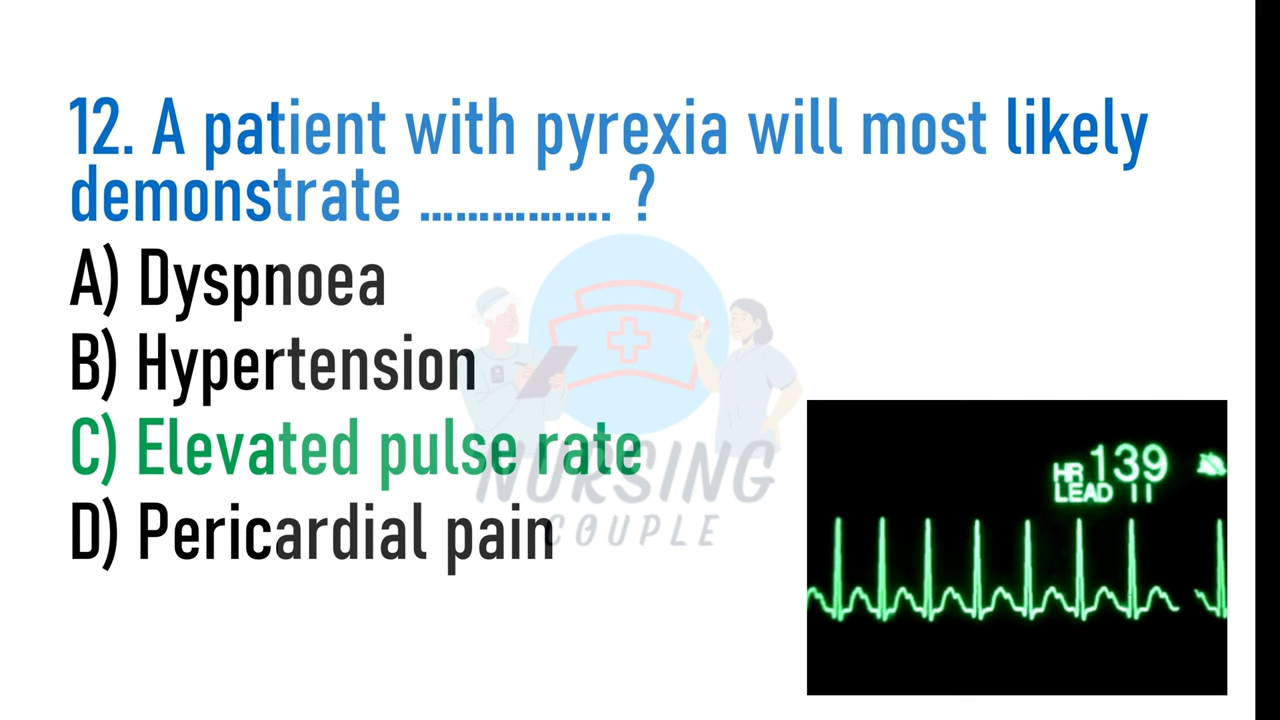 12. A patient with pyrexia will most likely
demonstrate ................ ?
A) Dyspnoea
B) Hypertension
C) Elevated pulse rate
D) Pericardial pain
NURSING
COUPLE
HR 139
LEAD II